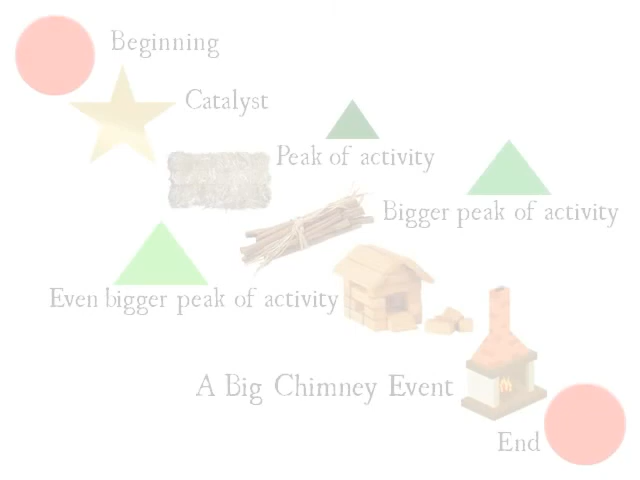 Beginning
Catalyst
Peak of activity
Bigger peak of activity
Even bigger peak of activity
A Big Chimney Event
End